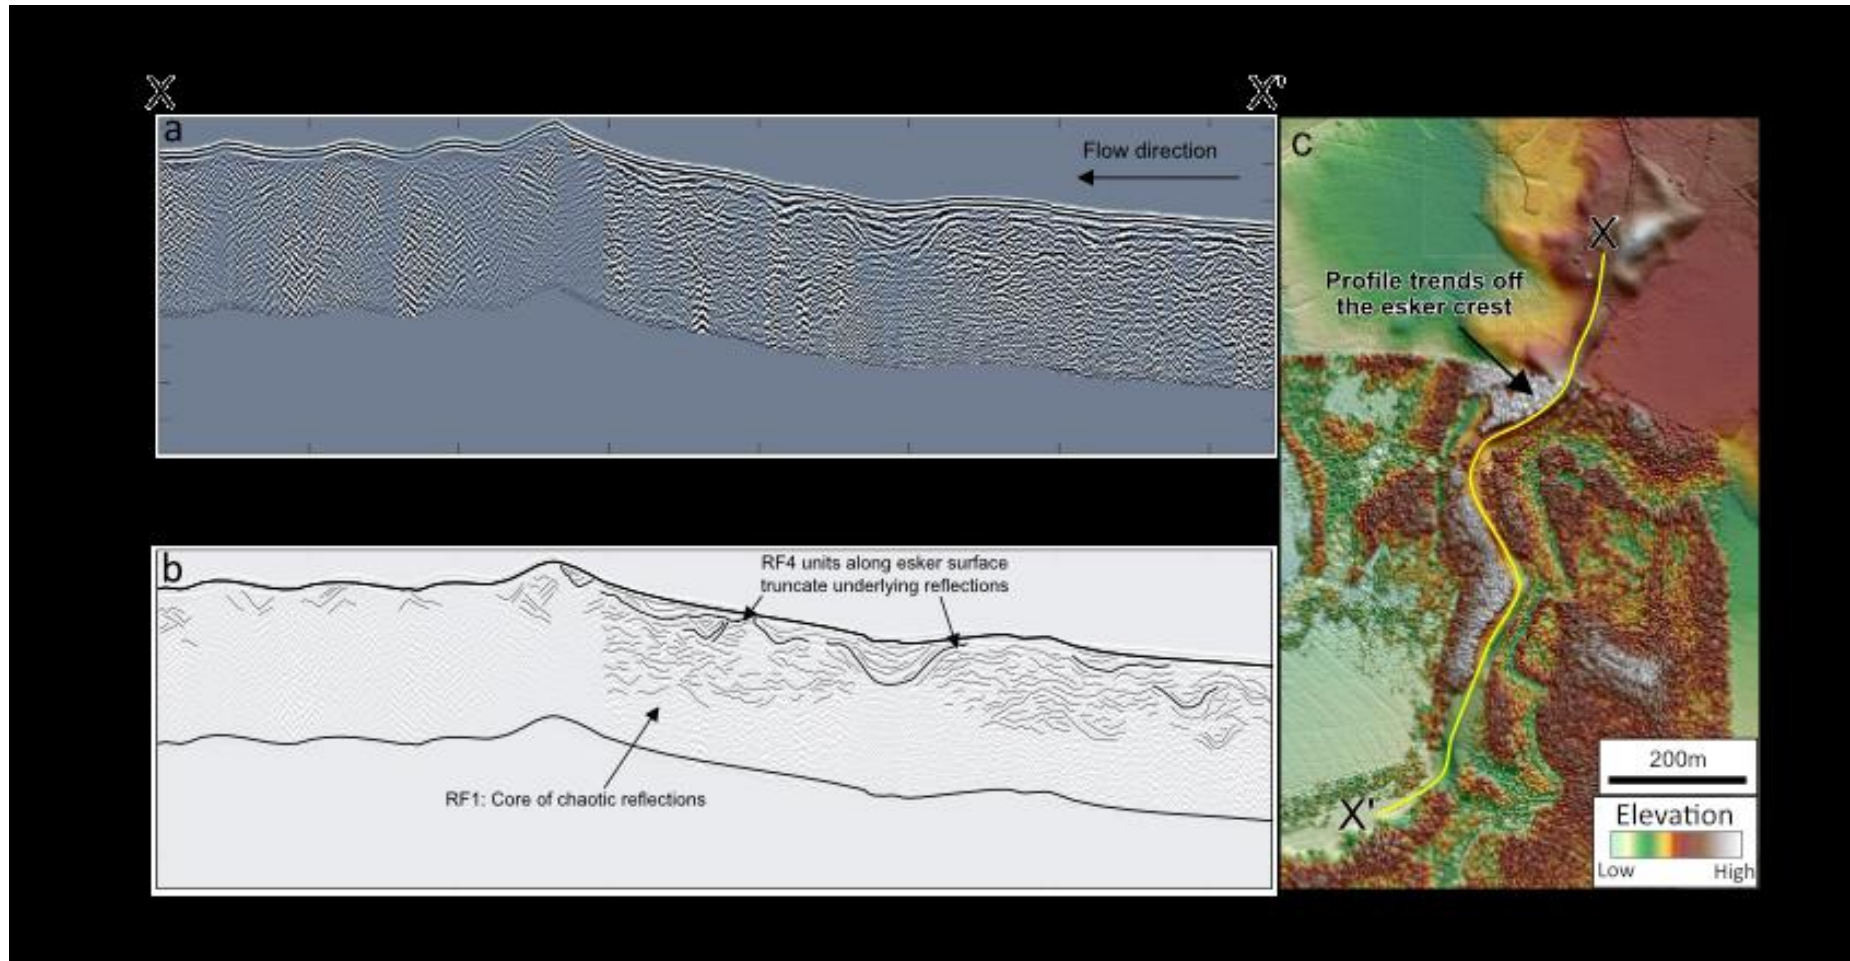 X
X'
a
Flow direction
b
RF4 units along esker surface
truncate underlying reflections
RF1: Core of chaotic reflections
c
X
Profile trends off
the esker crest
X'
200m
Elevation
Low High